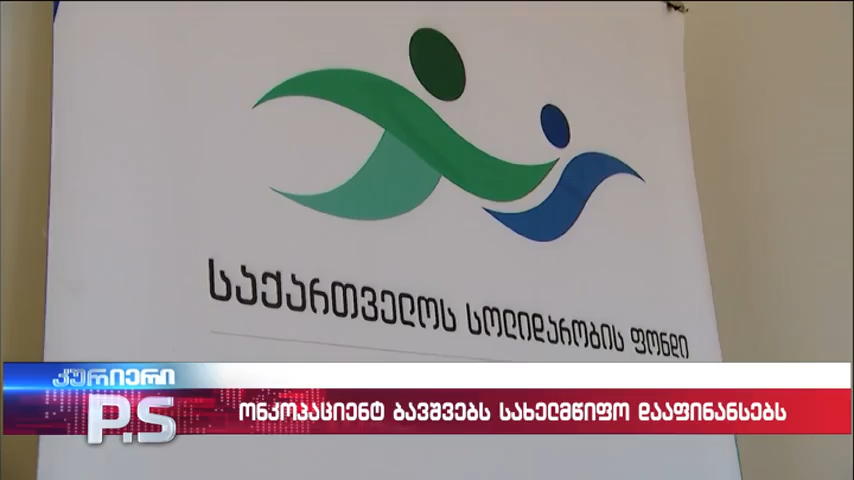 საქართველოს სოლიდარობის ფონდი
კურიერი
P.S
ონკოპაციენტ ბავშვებს სახელმწიფო დააფინანსებს